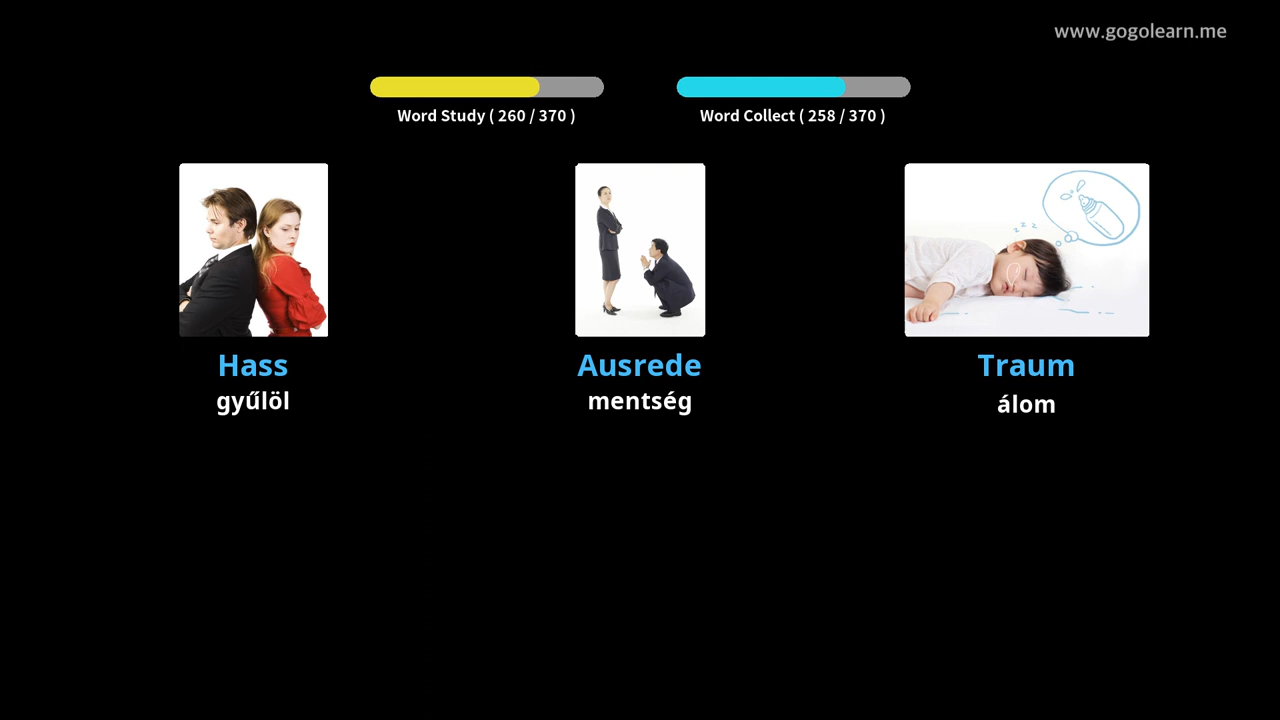 www.gogolearn.me
Word Study ( 260 / 370 )
Word Collect ( 258 / 370 )
Hass
gyűlöl
Ausrede
mentség
Traum
álom